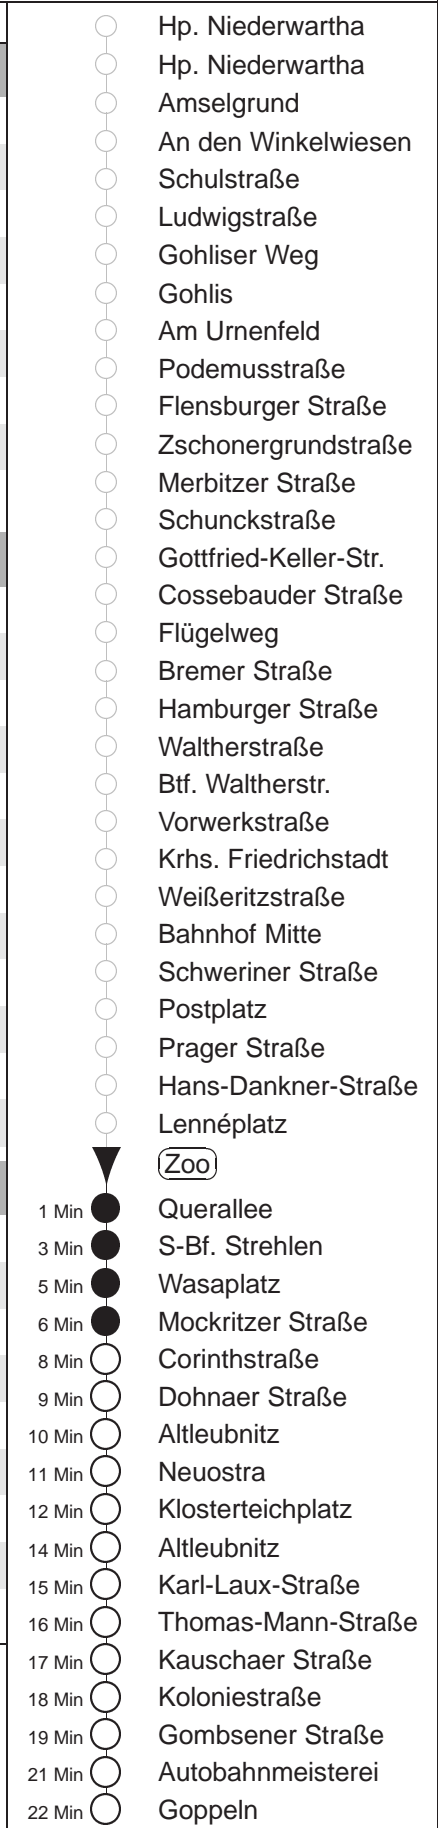 Hp. Niederwartha
Hp. Niederwartha
Amselgrund
An den Winkelwiesen
Schulstraße
Ludwigstraße
Gohliser Weg
Gohlis
Am Urnenfeld
Podemusstraße
Flensburger Straße
Zschonergrundstraße
Merbitzer Straße
Schunckstraße
Gottfried-Keller-Str.
Cossebauder Straße
Flügelweg
Bremer Straße
Hamburger Straße
Waltherstraße
Btf. Waltherstr.
Vorwerkstraße
Krhs. Friedrichstadt
Weißeritzstraße
Bahnhof Mitte
Schweriner Straße
Postplatz
Prager Straße
Hans-Dankner-Straße
Lennéplatz
Zoo
1 Min Querallee
3 Min S-Bf. Strehlen
5 Min Wasaplatz
6 Min Mockritzer Straße
8 Min Corinthstraße
9 Min Dohnaer Straße
10 Min Altleubnitz
11 Min Neuostra
12 Min Klosterteichplatz
14 Min Altleubnitz
15 Min Karl-Laux-Straße
16 Min Thomas-Mann-Straße
17 Min Kauschaer Straße
18 Min Koloniestraße
19 Min Gombsener Straße
21 Min Autobahnmeisterei
22 Min Goppeln